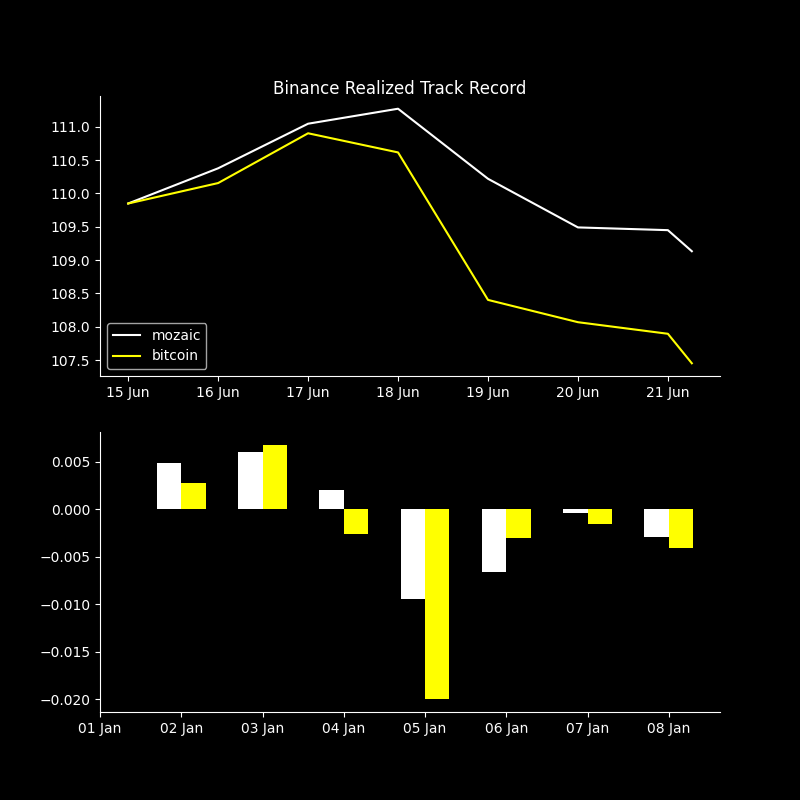 Binance Realized Track Record
111.0
110.5
110.0
109.5
109.0
108.5
108.0
107.5
mozaic
bitcoin
15 Jun 16 Jun 17 Jun 18 Jun 19 Jun 20 Jun 21 Jun
0.005
0.000
−0.005
−0.010
−0.015
−0.020
01 Jan 02 Jan 03 Jan 04 Jan 05 Jan 06 Jan 07 Jan 08 Jan